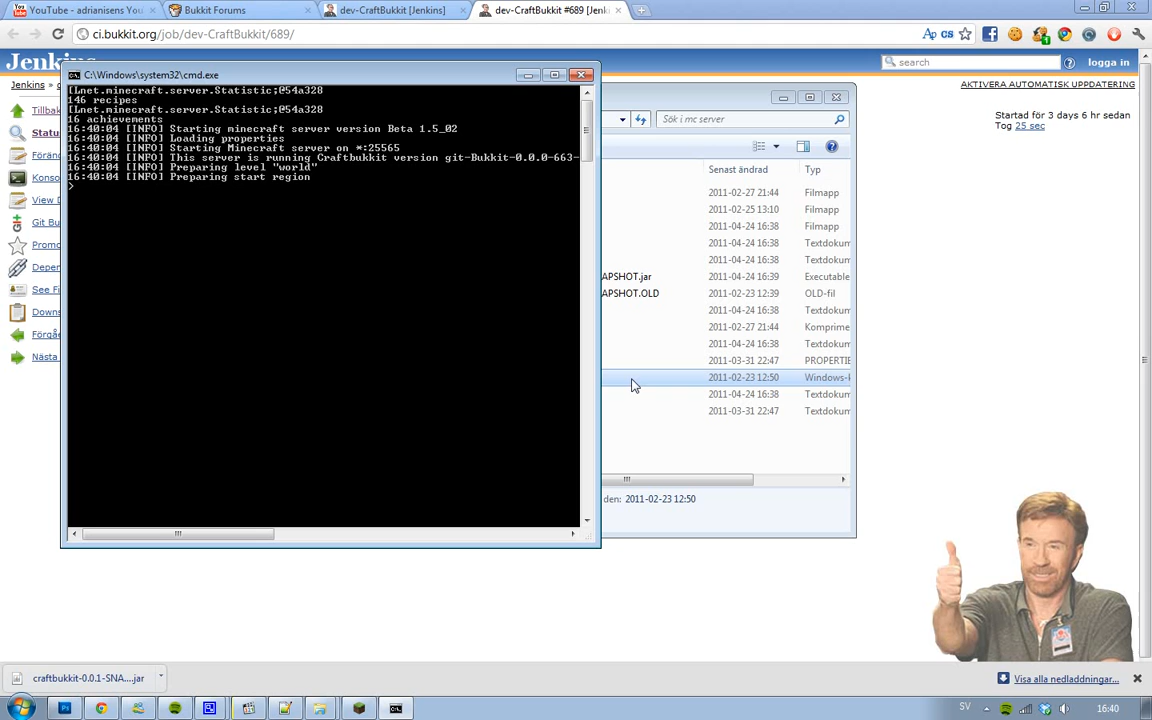 YouTube - adrianisens You
Bukkit Forums
dev-CraftBukkit [Jenkins]
dev-CraftBukkit #689 [Jenk
ci.bukkit.org/job/dev-CraftBukkit/689/
Jenkins
search
logg in
Jenkins
AKTIVERA AUTOMATISK UPPDATERING
Startad för 3 days 6 hr sedan
Tog 25 sec
Tillbak
Statu
Förän
Konso
View D
Git Bu
Promo
Depen
See Fi
Downs
Förgå
Nästa
C:\Windows\system32\cmd.exe
[Lnet.minecraft.server.Statistic;@54a328
146 recipes
[Lnet.minecraft.server.Statistic;@54a328
16 achievements
16:40:04 [INFO] Starting minecraft server version Beta 1.5_02
16:40:04 [INFO] Loading properties
16:40:04 [INFO] Starting Minecraft server on *:25565
16:40:04 [INFO] This server is running Craftbukkit version git-Bukkit-0.0.0-663-
16:40:04 [INFO] Preparing level "world"
16:40:04 [INFO] Preparing start region
>
Sök i mc server
Senast ändrad Typ
2011-02-27 21:44 Filmapp
2011-02-25 13:10 Filmapp
2011-04-24 16:38 Filmapp
2011-04-24 16:38 Textdokum
2011-04-24 16:38 Textdokum
APSHOT.jar 2011-04-24 16:39 Executable
APSHOT.OLD 2011-02-23 12:39 OLD-fil
2011-04-24 16:38 Textdokum
2011-02-27 21:44 Komprime
2011-04-24 16:38 Textdokum
2011-03-31 22:47 PROPERTIE
2011-02-23 12:50 Windows-k
2011-04-24 16:38 Textdokum
2011-03-31 22:47 Textdokum
den: 2011-02-23 12:50
craftbukkit-0.0.1-SNA....jar
Visa alla nedladdningar...
SV
16:40